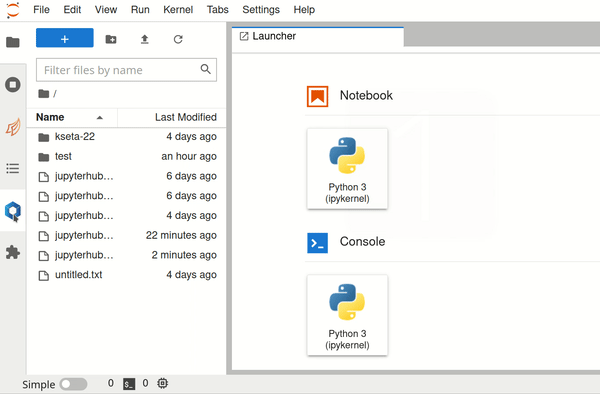 File Edit View Run Kernel Tabs Settings Help
+
Launcher
Filter files by name
/
Name Last Modified
kseta-22 4 days ago
test an hour ago
jupyterhub... 6 days ago
jupyterhub... 6 days ago
jupyterhub... 4 days ago
jupyterhub... 22 minutes ago
jupyterhub... 2 minutes ago
untitled.txt 4 days ago
Notebook
Python 3
(ipykernel)
Console
Python 3
(ipykernel)
Simple 0 $_ 0